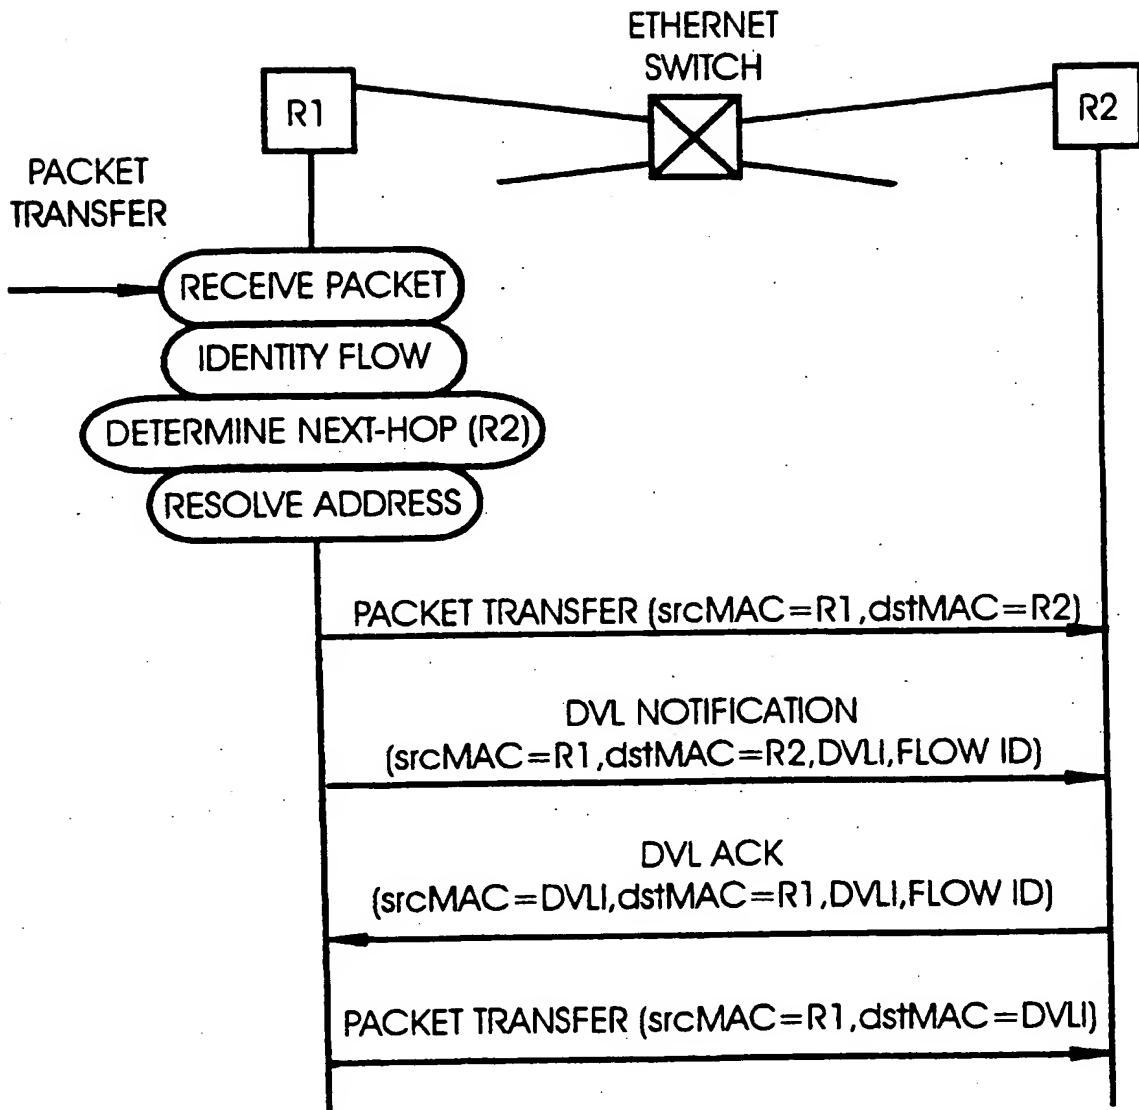 ETHERNET
SWITCH
R1
R2
PACKET
TRANSFER
RECEIVE PACKET
IDENTITY FLOW
DETERMINE NEXT-HOP (R2)
RESOLVE ADDRESS
PACKET TRANSFER (srcMAC=R1,dstMAC=R2)
DVL NOTIFICATION
(srcMAC=R1,dstMAC=R2,DVLI,FLOW ID)
DVL ACK
(srcMAC=DVLI,dstMAC=R1,DVLI,FLOW ID)
PACKET TRANSFER (srcMAC=R1,dstMAC=DVLI)